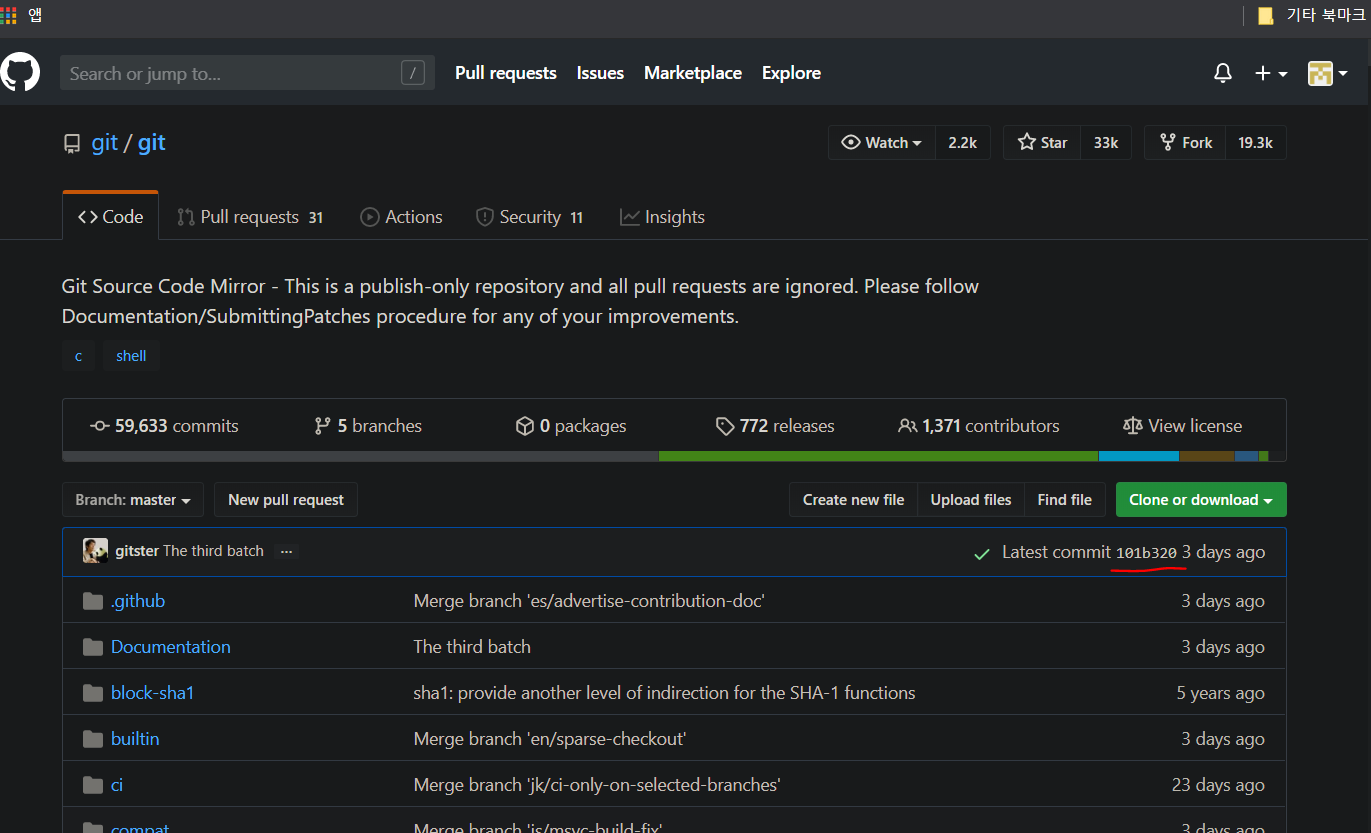 앱 기타 북마크
Search or jump to... / Pull requests Issues Marketplace Explore
git / git Watch 2.2k Star 33k Fork 19.3k
Code Pull requests 31 Actions Security 11 Insights
Git Source Code Mirror - This is a publish-only repository and all pull requests are ignored. Please follow
Documentation/SubmittingPatches procedure for any of your improvements.
c shell
59,633 commits 5 branches 0 packages 772 releases 1,371 contributors View license
Branch: master New pull request Create new file Upload files Find file Clone or download
gitster The third batch ... Latest commit 101b320 3 days ago
.github Merge branch 'es/advertise-contribution-doc' 3 days ago
Documentation The third batch 3 days ago
block-sha1 sha1: provide another level of indirection for the SHA-1 functions 5 years ago
builtin Merge branch 'en/sparse-checkout' 3 days ago
ci Merge branch 'jk/ci-only-on-selected-branches' 23 days ago
compat Merge branch 'js/msvc-build-fix' 3 days ago